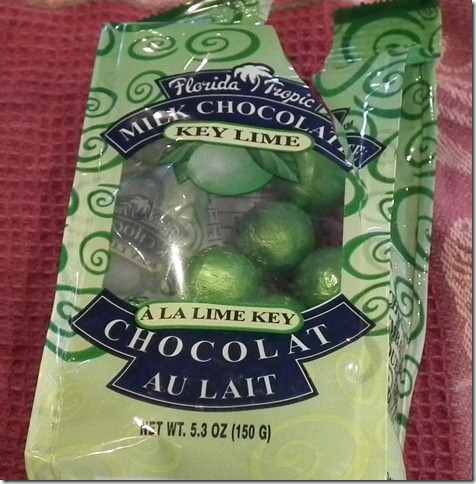 Florida Tropic
MILK CHOCOLATE
KEY LIME
À LA LIME KEY
CHOCOLAT
AU LAIT
NET WT. 5.3 OZ (150 G)